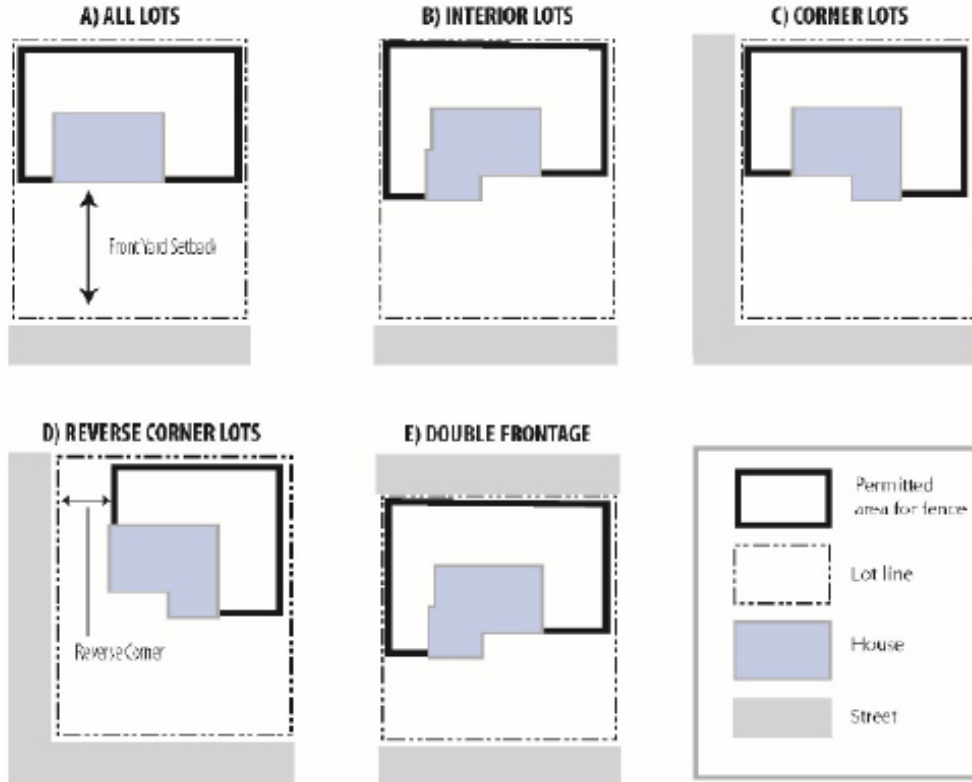 A) ALL LOTS
B) INTERIOR LOTS
C) CORNER LOTS
Front Yard Setback
D) REVERSE CORNER LOTS
E) DOUBLE FRONTAGE
Reverse Corner
Permitted
area for fence
Lot line
House
Street